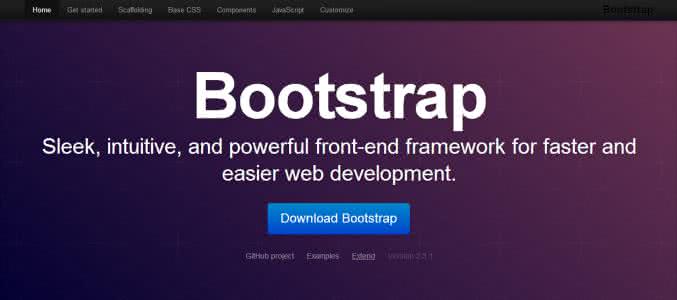 Home Get started Scaffolding Base CSS Components JavaScript Customize Bootstrap
Bootstrap
Sleek, intuitive, and powerful front-end framework for faster and
easier web development.
Download Bootstrap
GitHub project Examples Extend Version 2.3.1